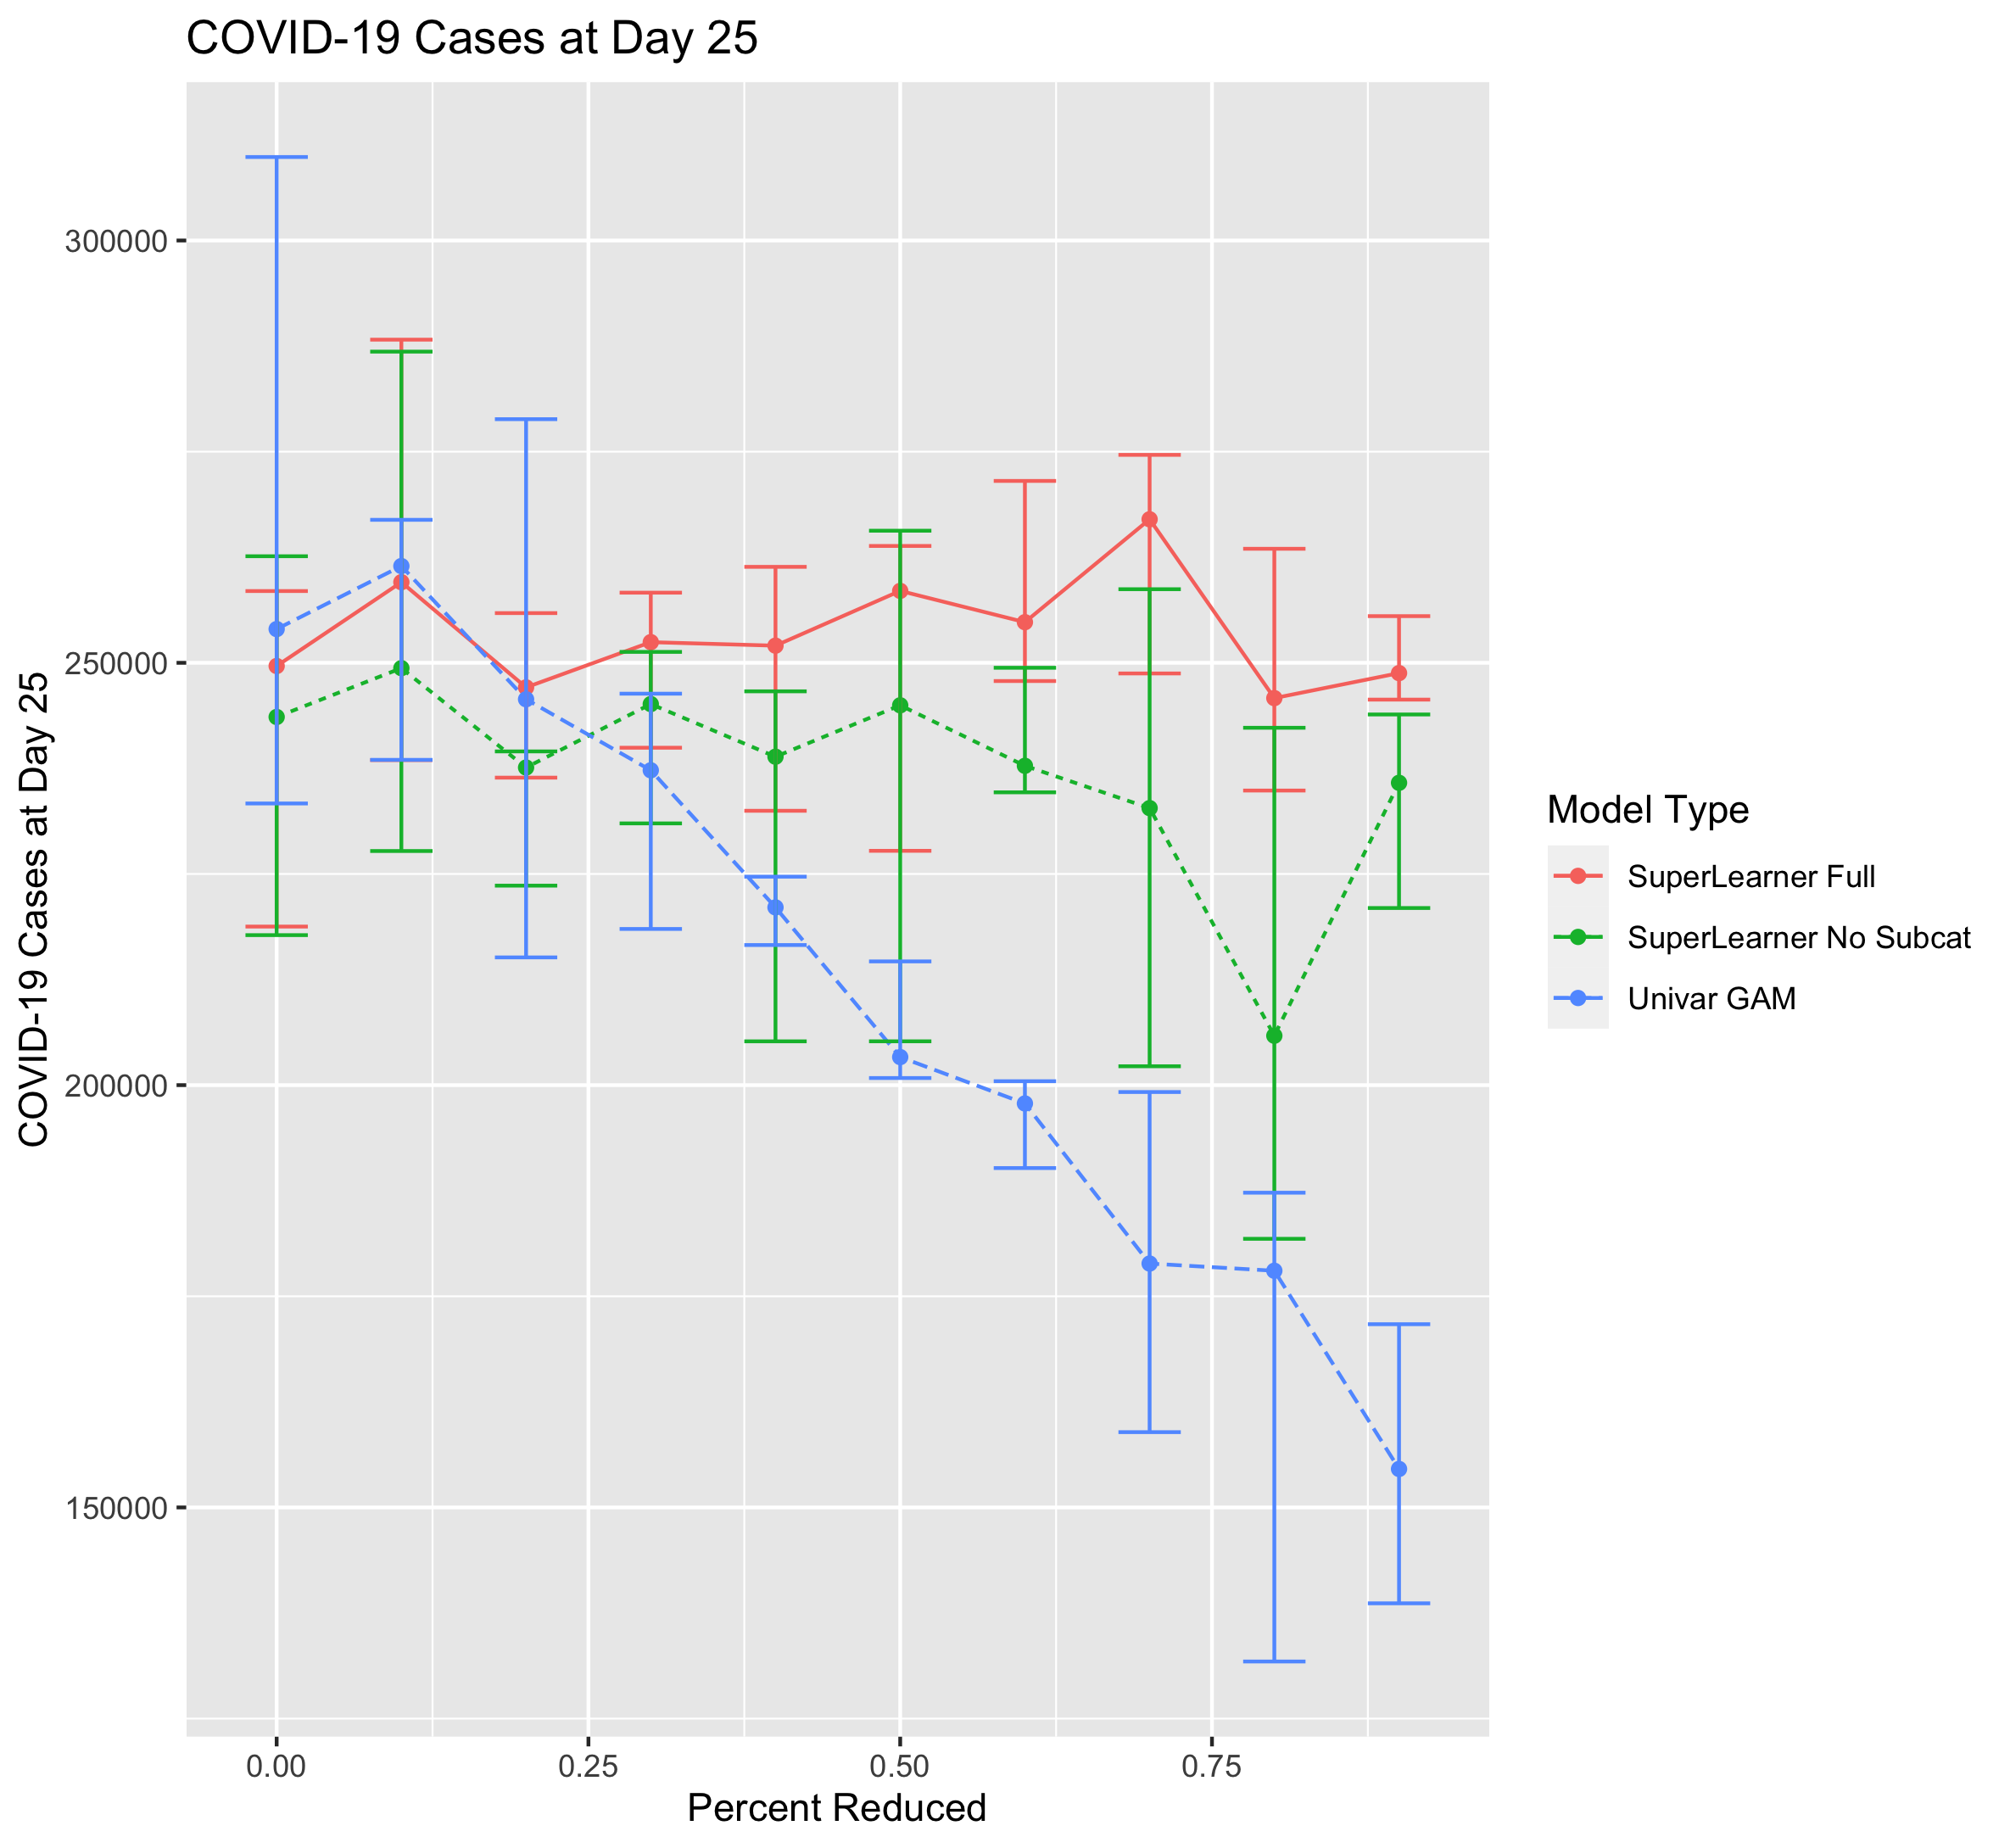 COVID-19 Cases at Day 25
COVID-19 Cases at Day 25
300000
250000
200000
150000
0.00
0.25
0.50
0.75
Percent Reduced
Model Type
SuperLearner Full
SuperLearner No Subcat
Univar GAM